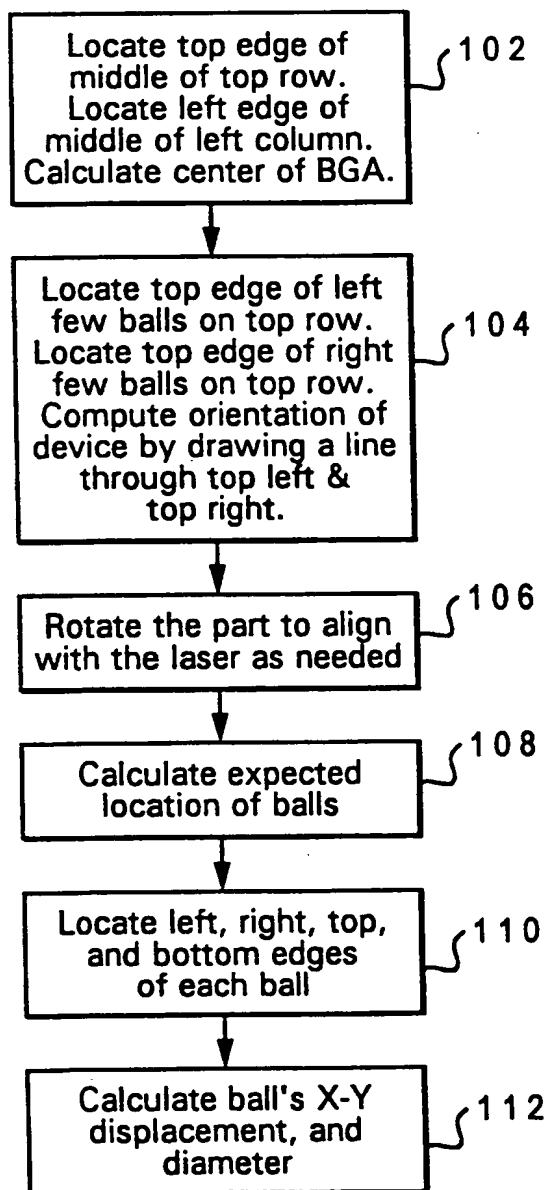 Locate top edge of
middle of top row.
Locate left edge of
middle of left column.
Calculate center of BGA.
102
Locate top edge of left
few balls on top row.
Locate top edge of right
few balls on top row.
Compute orientation of
device by drawing a line
through top left &
top right.
104
Rotate the part to align
with the laser as needed
106
Calculate expected
location of balls
108
Locate left, right, top,
and bottom edges
of each ball
110
Calculate ball's X-Y
displacement, and
diameter
112